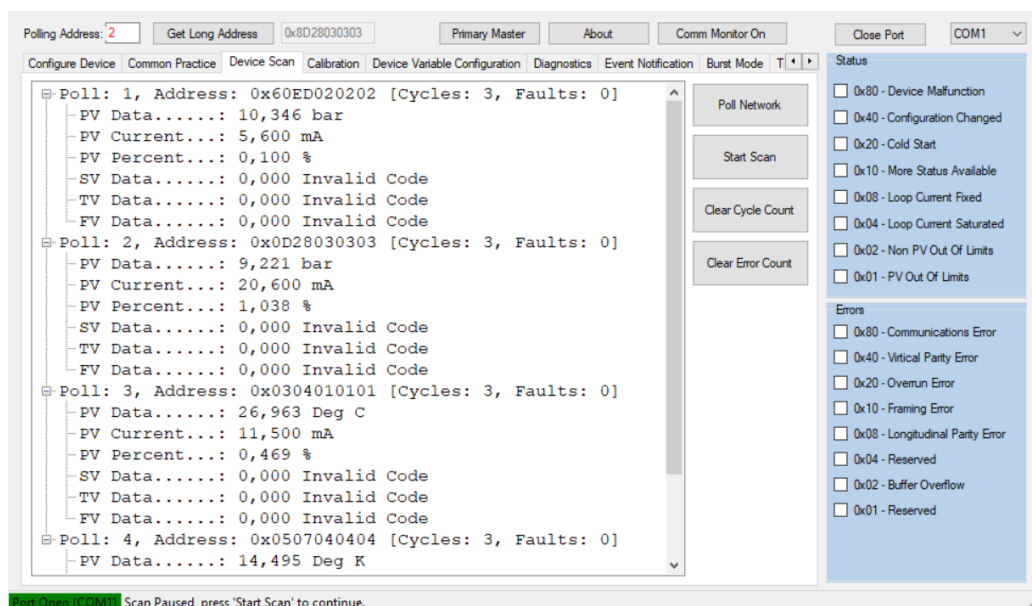 Polling Address: 2 Get Long Address 0x8D28030303 Primary Master About Comm Monitor On Close Port COM1
Configure Device Common Practice Device Scan Calibration Device Variable Configuration Diagnostics Event Notification Burst Mode T
Poll: 1, Address: 0x60ED020202 [Cycles: 3, Faults: 0]
PV Data......: 10,346 bar
PV Current...: 5,600 mA
PV Percent...: 0,100 %
SV Data......: 0,000 Invalid Code
TV Data......: 0,000 Invalid Code
FV Data......: 0,000 Invalid Code
Poll: 2, Address: 0x0D28030303 [Cycles: 3, Faults: 0]
PV Data......: 9,221 bar
PV Current...: 20,600 mA
PV Percent...: 1,038 %
SV Data......: 0,000 Invalid Code
TV Data......: 0,000 Invalid Code
FV Data......: 0,000 Invalid Code
Poll: 3, Address: 0x0304010101 [Cycles: 3, Faults: 0]
PV Data......: 26,963 Deg C
PV Current...: 11,500 mA
PV Percent...: 0,469 %
SV Data......: 0,000 Invalid Code
TV Data......: 0,000 Invalid Code
FV Data......: 0,000 Invalid Code
Poll: 4, Address: 0x0507040404 [Cycles: 3, Faults: 0]
PV Data......: 14,495 Deg K
Poll Network
Start Scan
Clear Cycle Count
Clear Error Count
Status
0x80 - Device Malfunction
0x40 - Configuration Changed
0x20 - Cold Start
0x10 - More Status Available
0x08 - Loop Current Fixed
0x04 - Loop Current Saturated
0x02 - Non PV Out Of Limits
0x01 - PV Out Of Limits
Errors
0x80 - Communications Error
0x40 - Virtical Parity Error
0x20 - Overrun Error
0x10 - Framing Error
0x08 - Longitudinal Parity Error
0x04 - Reserved
0x02 - Buffer Overflow
0x01 - Reserved
Port Open (COM1) Scan Paused, press 'Start Scan' to continue.